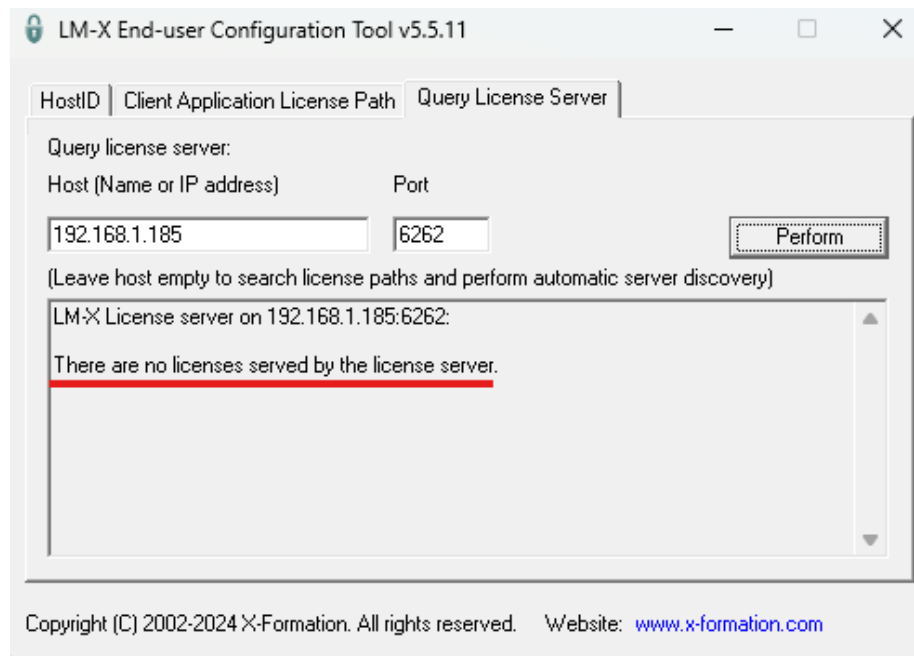 LM-X End-user Configuration Tool v5.5.11
HostID Client Application License Path Query License Server
Query license server:
Host (Name or IP address) Port
192.168.1.185 6262 Perform
(Leave host empty to search license paths and perform automatic server discovery)
LM-X License server on 192.168.1.185:6262:
There are no licenses served by the license server.
Copyright (C) 2002-2024 X-Formation. All rights reserved. Website: www.x-formation.com